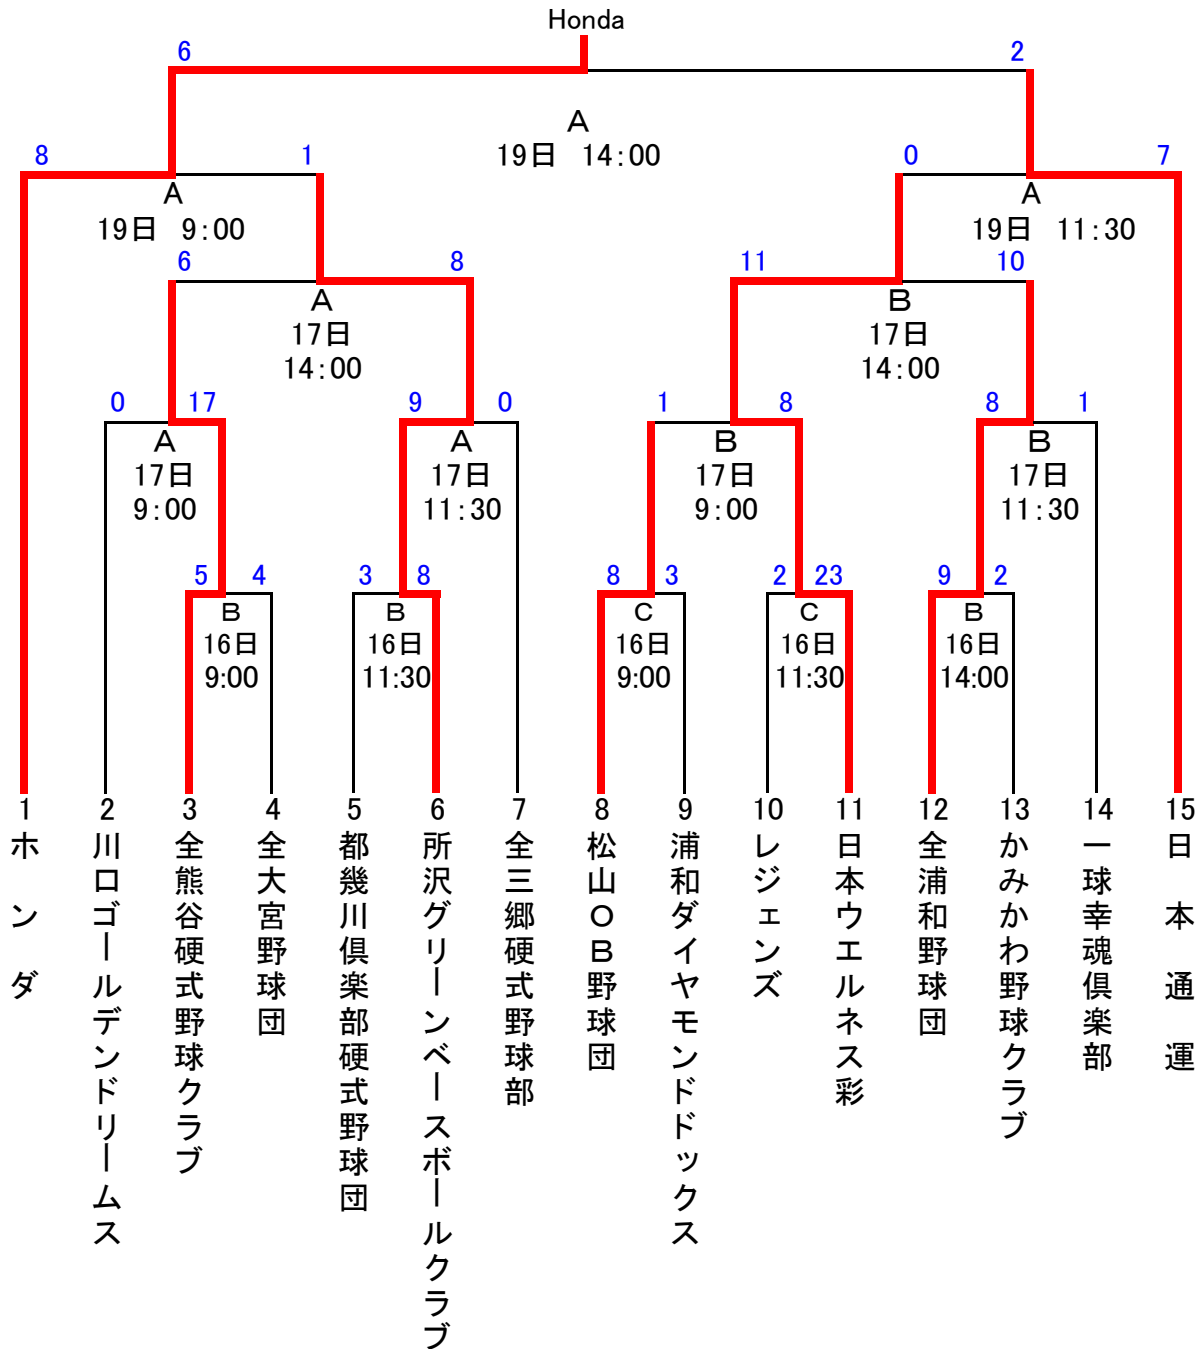 Honda
6 2
A
19日 14:00
8 1 0 7
A A
19日 9:00 19日 11:30
6 8 11 10
A B
17日 17日
14:00 14:00
0 17 9 0 1 8 8 1
A A B B
17日 17日 17日 17日
9:00 11:30 9:00 11:30
5 4 3 8 8 3 2 23 9 2
B B C C B
16日 16日 16日 16日 16日
9:00 11:30 9:00 11:30 14:00
1 2 3 4 5 6 7 8 9 10 11 12 13 14 15
ホンダ
川口ゴールデンドリームス
全熊谷硬式野球クラブ
全大宮野球団
都幾川倶楽部硬式野球団
所沢グリーンベースボールクラブ
全三郷硬式野球部
松山OB野球団
浦和ダイヤモンドドックス
レジェンズ
日本ウエルネス彩
全浦和野球団
かみかわ野球クラブ
一球幸魂倶楽部
日本通運